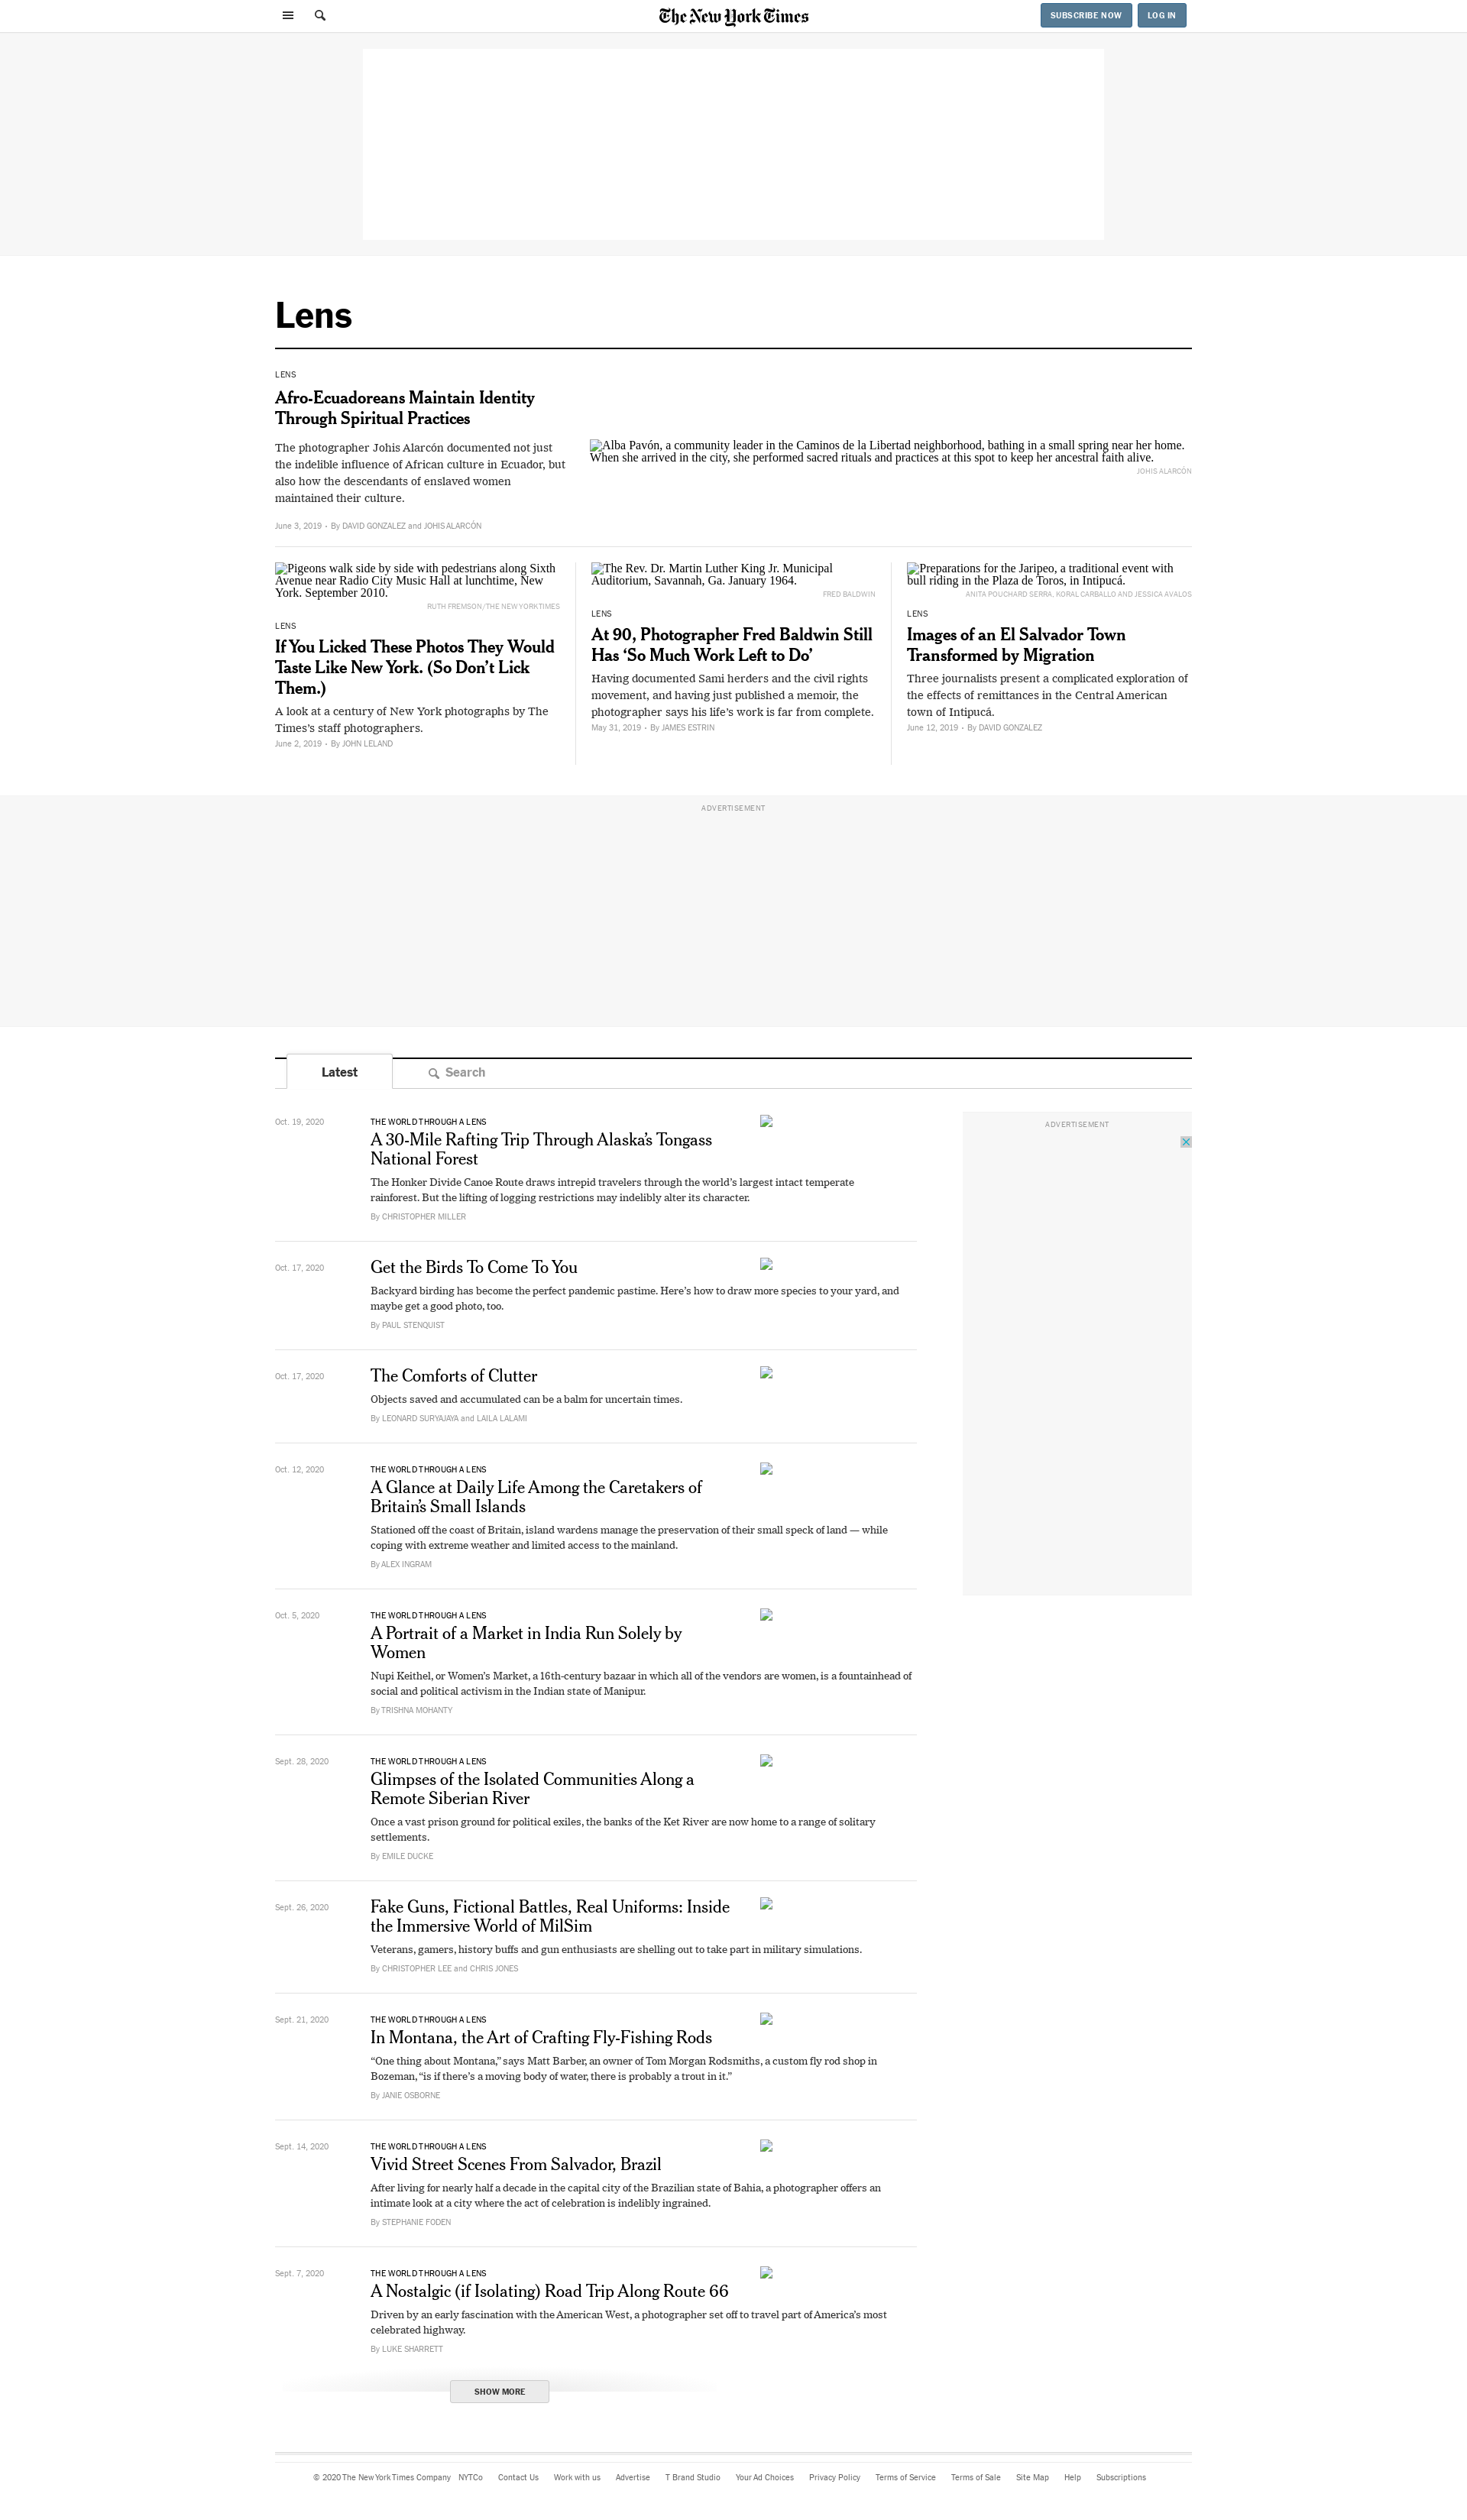 The New York Times
SUBSCRIBE NOW
LOG IN
Lens
LENS
Afro-Ecuadoreans Maintain Identity
Through Spiritual Practices
The photographer Johis Alarcón documented not just
the indelible influence of African culture in Ecuador, but
also how the descendants of enslaved women
maintained their culture.
June 3, 2019 • By DAVID GONZALEZ and JOHIS ALARCÓN
Alba Pavón, a community leader in the Caminos de la Libertad neighborhood, bathing in a small spring near her home.
When she arrived in the city, she performed sacred rituals and practices at this spot to keep her ancestral faith alive.
JOHIS ALARCÓN
Pigeons walk side by side with pedestrians along Sixth
Avenue near Radio City Music Hall at lunchtime, New
York. September 2010.
RUTH FREMSON/THE NEW YORK TIMES
LENS
If You Licked These Photos They Would
Taste Like New York. (So Don’t Lick
Them.)
A look at a century of New York photographs by The
Times’s staff photographers.
June 2, 2019 • By JOHN LELAND
The Rev. Dr. Martin Luther King Jr. Municipal
Auditorium, Savannah, Ga. January 1964.
FRED BALDWIN
LENS
At 90, Photographer Fred Baldwin Still
Has ‘So Much Work Left to Do’
Having documented Sami herders and the civil rights
movement, and having just published a memoir, the
photographer says his life’s work is far from complete.
May 31, 2019 • By JAMES ESTRIN
Preparations for the Jaripeo, a traditional event with
bull riding in the Plaza de Toros, in Intipucá.
ANITA POUCHARD SERRA, KORAL CARBALLO AND JESSICA AVALOS
LENS
Images of an El Salvador Town
Transformed by Migration
Three journalists present a complicated exploration of
the effects of remittances in the Central American
town of Intipucá.
June 12, 2019 • By DAVID GONZALEZ
ADVERTISEMENT
Latest
Search
ADVERTISEMENT
Oct. 19, 2020
THE WORLD THROUGH A LENS
A 30-Mile Rafting Trip Through Alaska’s Tongass
National Forest
The Honker Divide Canoe Route draws intrepid travelers through the world’s largest intact temperate
rainforest. But the lifting of logging restrictions may indelibly alter its character.
By CHRISTOPHER MILLER
Oct. 17, 2020
Get the Birds To Come To You
Backyard birding has become the perfect pandemic pastime. Here’s how to draw more species to your yard, and
maybe get a good photo, too.
By PAUL STENQUIST
Oct. 17, 2020
The Comforts of Clutter
Objects saved and accumulated can be a balm for uncertain times.
By LEONARD SURYAJAYA and LAILA LALAMI
Oct. 12, 2020
THE WORLD THROUGH A LENS
A Glance at Daily Life Among the Caretakers of
Britain’s Small Islands
Stationed off the coast of Britain, island wardens manage the preservation of their small speck of land — while
coping with extreme weather and limited access to the mainland.
By ALEX INGRAM
Oct. 5, 2020
THE WORLD THROUGH A LENS
A Portrait of a Market in India Run Solely by
Women
Nupi Keithel, or Women’s Market, a 16th-century bazaar in which all of the vendors are women, is a fountainhead of
social and political activism in the Indian state of Manipur.
By TRISHNA MOHANTY
Sept. 28, 2020
THE WORLD THROUGH A LENS
Glimpses of the Isolated Communities Along a
Remote Siberian River
Once a vast prison ground for political exiles, the banks of the Ket River are now home to a range of solitary
settlements.
By EMILE DUCKE
Sept. 26, 2020
Fake Guns, Fictional Battles, Real Uniforms: Inside
the Immersive World of MilSim
Veterans, gamers, history buffs and gun enthusiasts are shelling out to take part in military simulations.
By CHRISTOPHER LEE and CHRIS JONES
Sept. 21, 2020
THE WORLD THROUGH A LENS
In Montana, the Art of Crafting Fly-Fishing Rods
“One thing about Montana,” says Matt Barber, an owner of Tom Morgan Rodsmiths, a custom fly rod shop in
Bozeman, “is if there’s a moving body of water, there is probably a trout in it.”
By JANIE OSBORNE
Sept. 14, 2020
THE WORLD THROUGH A LENS
Vivid Street Scenes From Salvador, Brazil
After living for nearly half a decade in the capital city of the Brazilian state of Bahia, a photographer offers an
intimate look at a city where the act of celebration is indelibly ingrained.
By STEPHANIE FODEN
Sept. 7, 2020
THE WORLD THROUGH A LENS
A Nostalgic (if Isolating) Road Trip Along Route 66
Driven by an early fascination with the American West, a photographer set off to travel part of America’s most
celebrated highway.
By LUKE SHARRETT
SHOW MORE
© 2020 The New York Times Company NYTCo Contact Us Work with us Advertise T Brand Studio Your Ad Choices Privacy Policy Terms of Service Terms of Sale Site Map Help Subscriptions